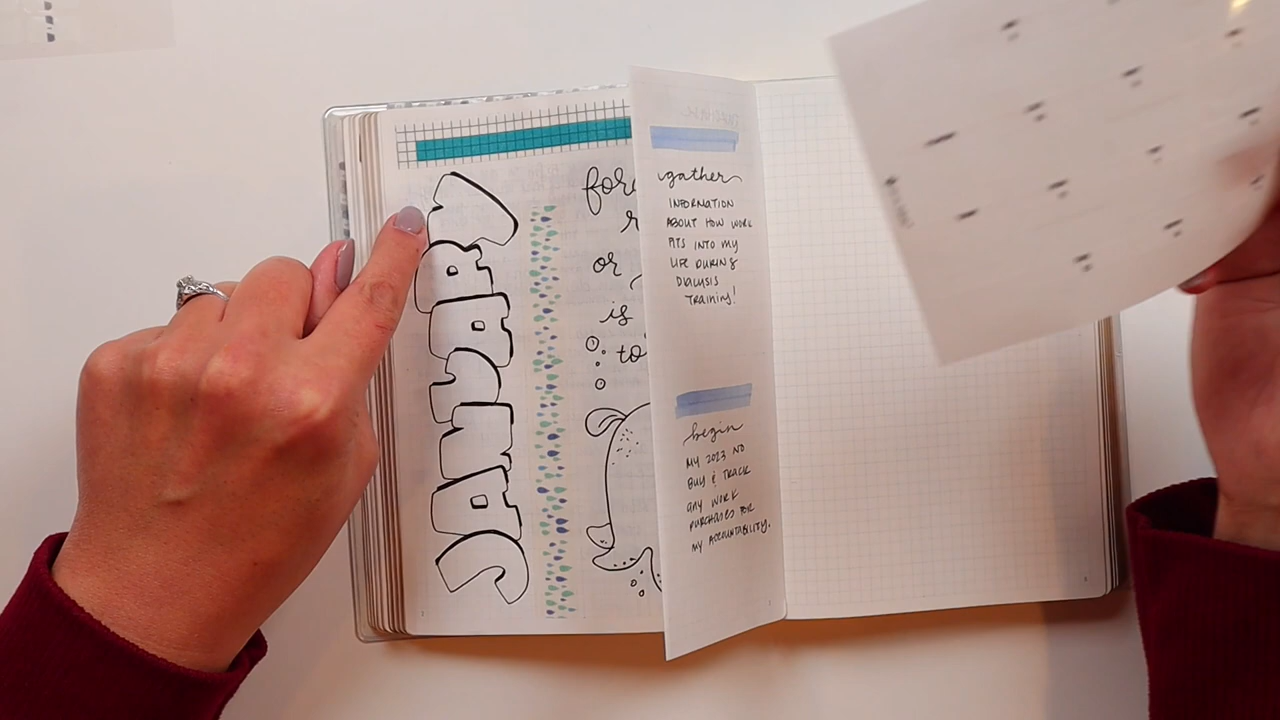 JANUARY
or
is
to
gather
INFORMATION
ABOUT HOW WORK
FITS INTO MY
LIFE DURING
DIALYSIS
TRAINING!
begin
MY 2023 NO
BUY & TRACK
ANY WORK
PURCHASES FOR
MY ACCOUNTABILITY.